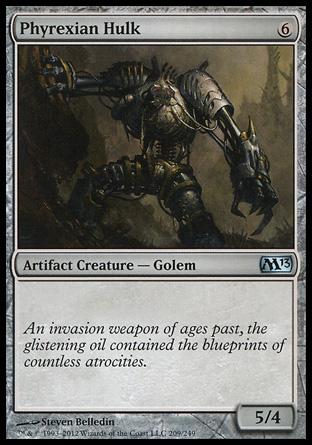 Phyrexian Hulk 6
Artifact Creature — Golem M13
An invasion weapon of ages past, the
glistening oil contained the blueprints of
countless atrocities.
Steven Belledin
5/4
™ & © 1993–2012 Wizards of the Coast LLC 209/249